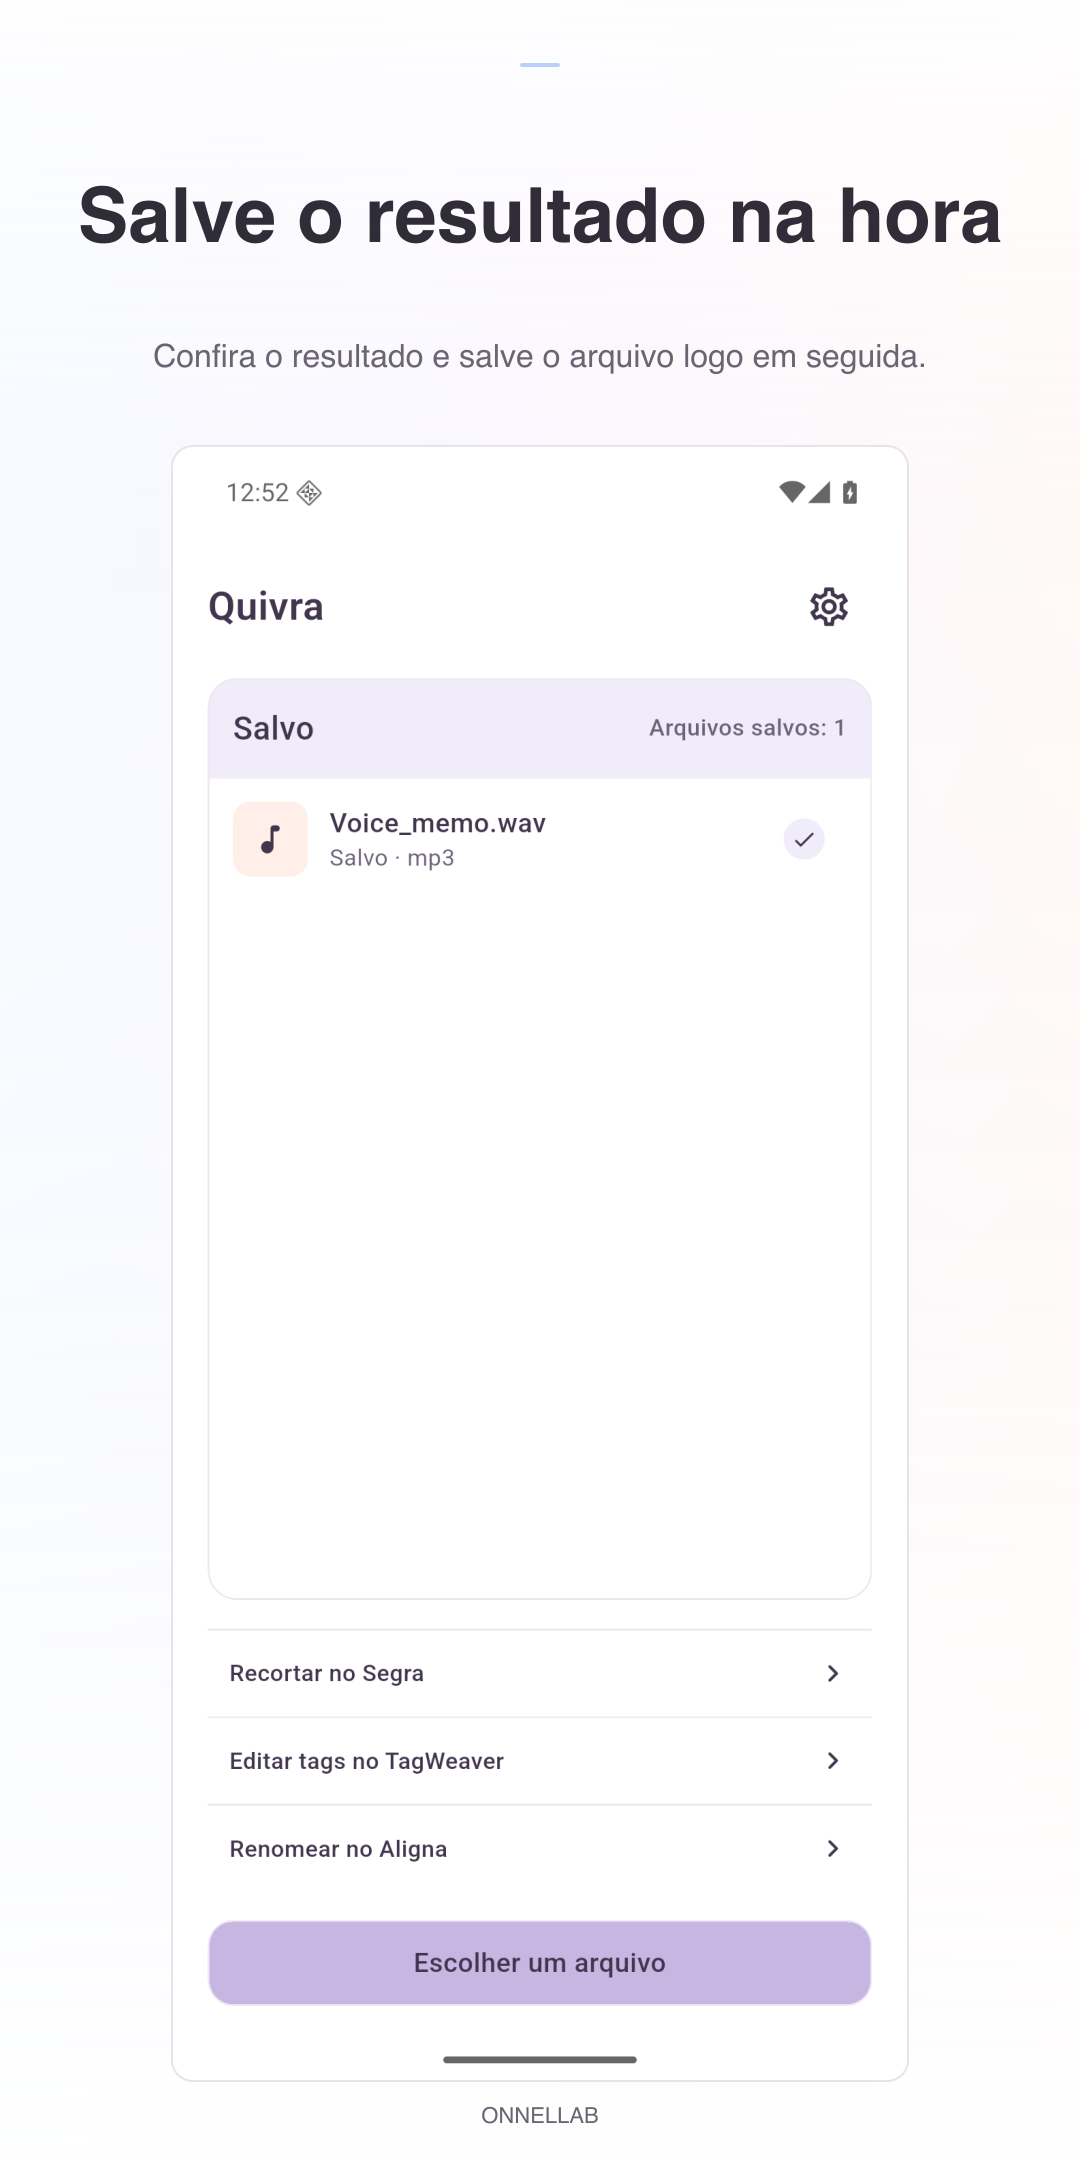 Salve o resultado na hora
Confira o resultado e salve o arquivo logo em seguida.
12:52
Quivra
Salvo
Arquivos salvos: 1
Voice_memo.wav
Salvo · mp3
Recortar no Segra
Editar tags no TagWeaver
Renomear no Aligna
Escolher um arquivo
ONNELLAB